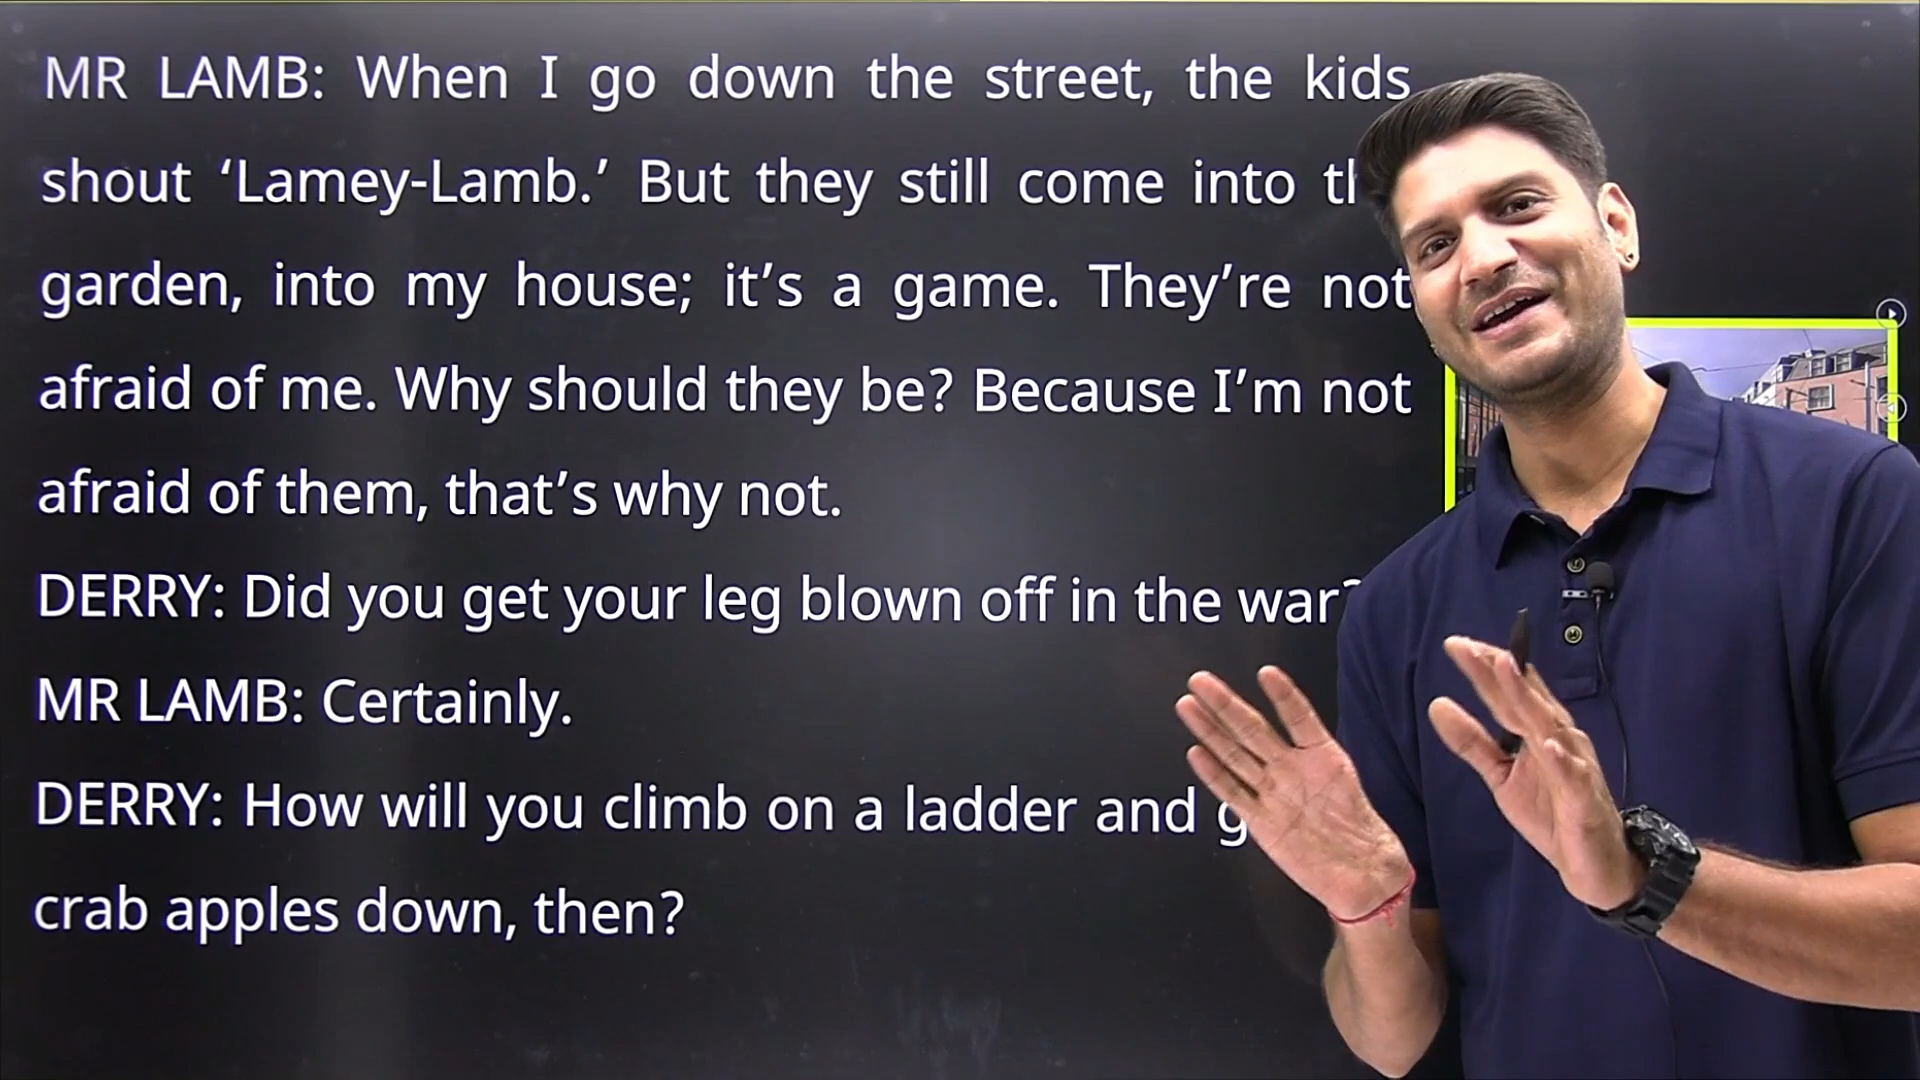 MR LAMB: When I go down the street, the kids
shout ‘Lamey-Lamb.’ But they still come into
garden, into my house; it’s a game. They’re not
afraid of me. Why should they be? Because I’m not
afraid of them, that’s why not.
DERRY: Did you get your leg blown off in the war?
MR LAMB: Certainly.
DERRY: How will you climb on a ladder and
crab apples down, then?